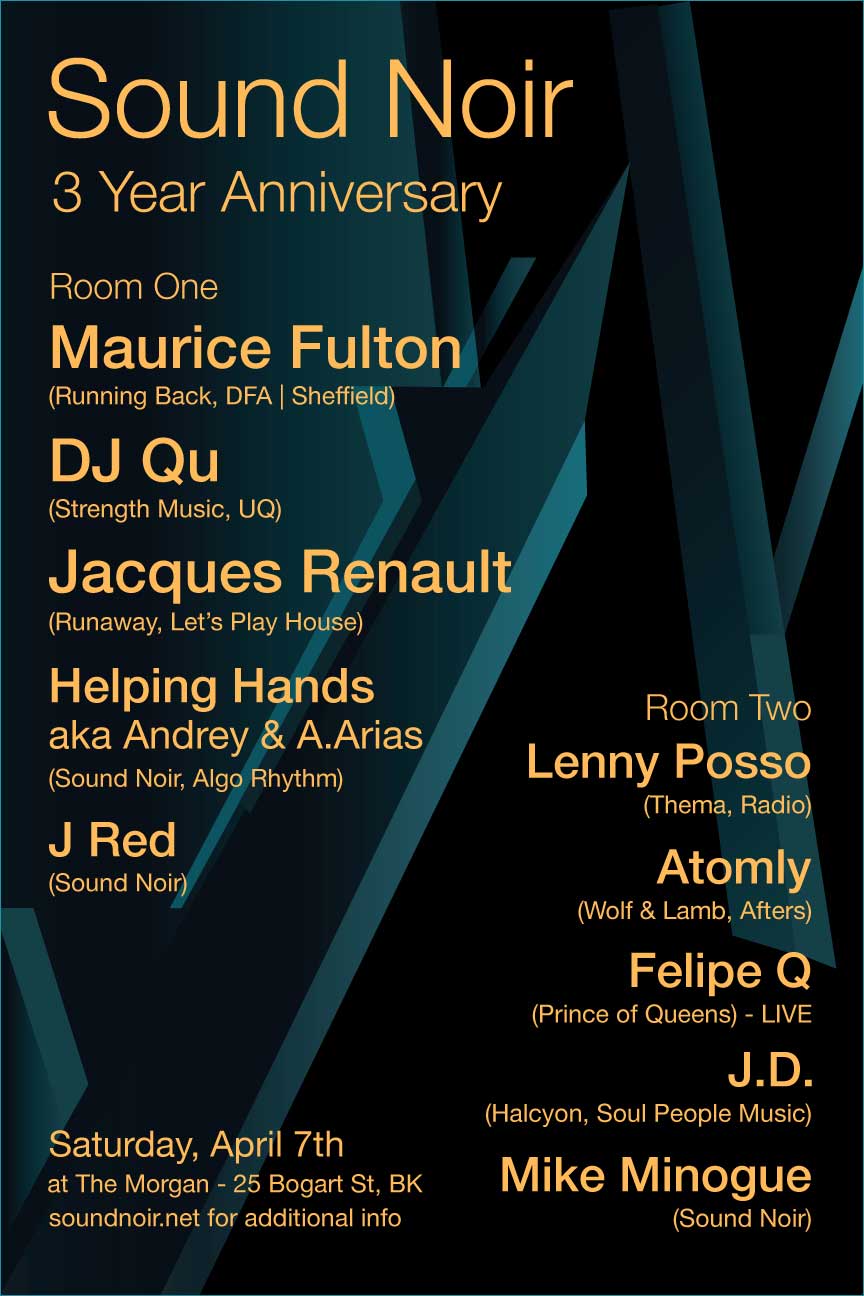 Sound Noir
3 Year Anniversary
Room One
Maurice Fulton
(Running Back, DFA | Sheffield)
DJ Qu
(Strength Music, UQ)
Jacques Renault
(Runaway, Let’s Play House)
Helping Hands
aka Andrey & A.Arias
(Sound Noir, Algo Rhythm)
J Red
(Sound Noir)
Room Two
Lenny Posso
(Thema, Radio)
Atomly
(Wolf & Lamb, Afters)
Felipe Q
(Prince of Queens) - LIVE
J.D.
(Halcyon, Soul People Music)
Mike Minogue
(Sound Noir)
Saturday, April 7th
at The Morgan - 25 Bogart St, BK
soundnoir.net for additional info